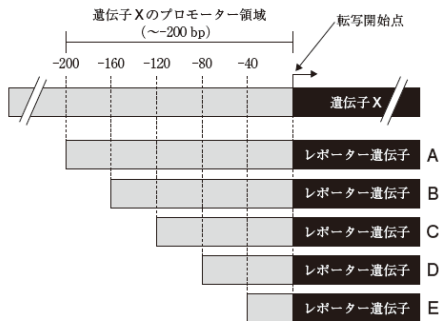 遺伝子Xのプロモーター領域
(〜-200 bp)
転写開始点
-200 -160 -120 -80 -40
遺伝子X
レポーター遺伝子 A
レポーター遺伝子 B
レポーター遺伝子 C
レポーター遺伝子 D
レポーター遺伝子 E